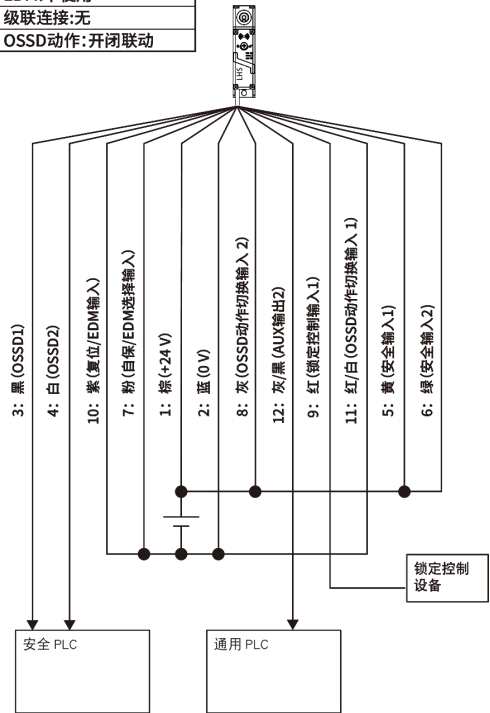 级联连接:无
OSSD动作:开闭联动
LHS
3: 黑(OSSD1)
4: 白(OSSD2)
10: 紫(复位/EDM输入)
7: 粉(自保/EDM选择输入)
1: 棕(+24 V)
2: 蓝(0 V)
8: 灰(OSSD动作切换输入 2)
12: 灰/黑(AUX输出2)
9: 红(锁定控制输入1)
11: 红/白(OSSD动作切换输入 1)
5: 黄(安全输入1)
6: 绿(安全输入2)
锁定控制
设备
安全 PLC
通用 PLC